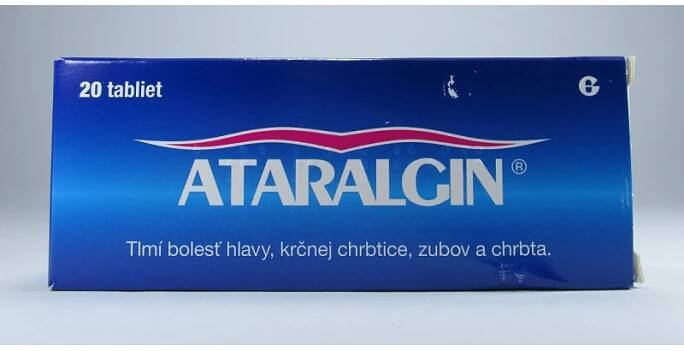 20 tabliet
ATARALGIN®
Tlmí bolesť hlavy, krčnej chrbtice, zubov a chrbta.